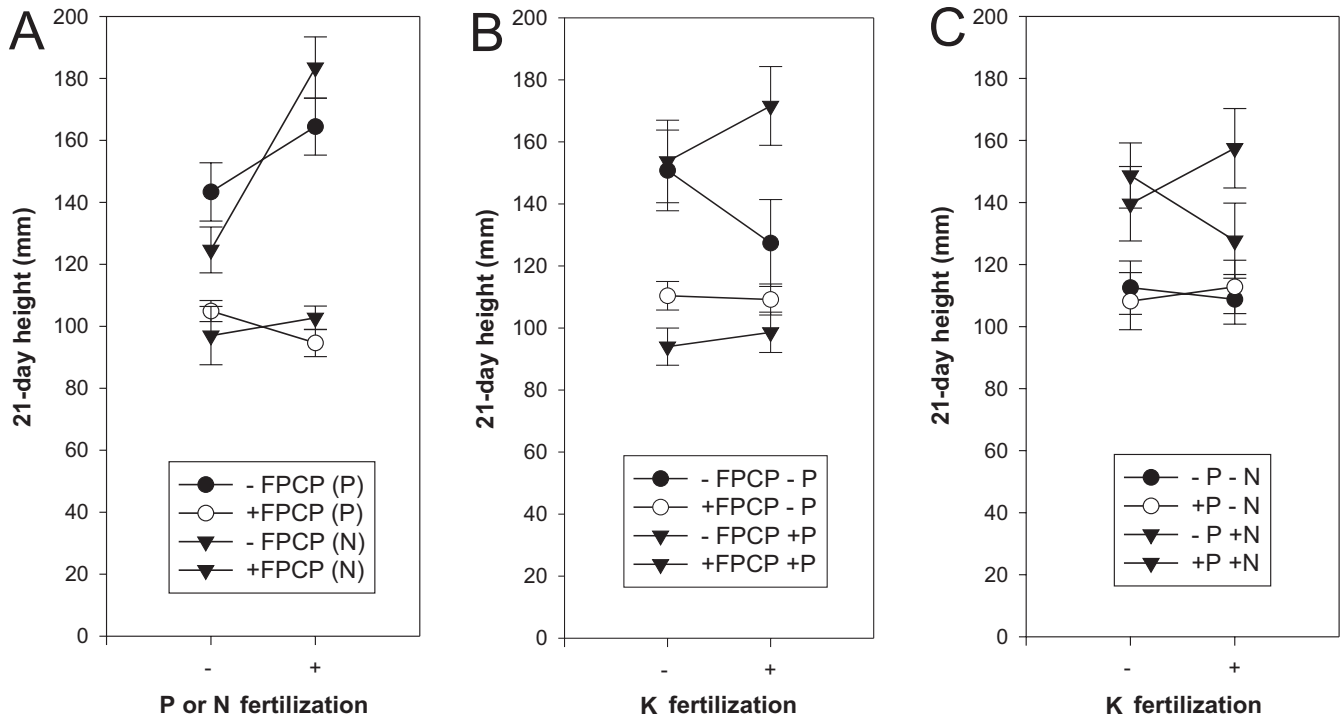 A
21-day height (mm)
200
180
160
140
120
100
80
60
40
20
0
- FPCP (P)
+FPCP (P)
- FPCP (N)
+FPCP (N)
- +
P or N fertilization
B
21-day height (mm)
200
180
160
140
120
100
80
60
40
20
0
- FPCP - P
+FPCP - P
- FPCP +P
+FPCP +P
- +
K fertilization
C
21-day height (mm)
200
180
160
140
120
100
80
60
40
20
0
- P - N
+P - N
- P +N
+P +N
- +
K fertilization